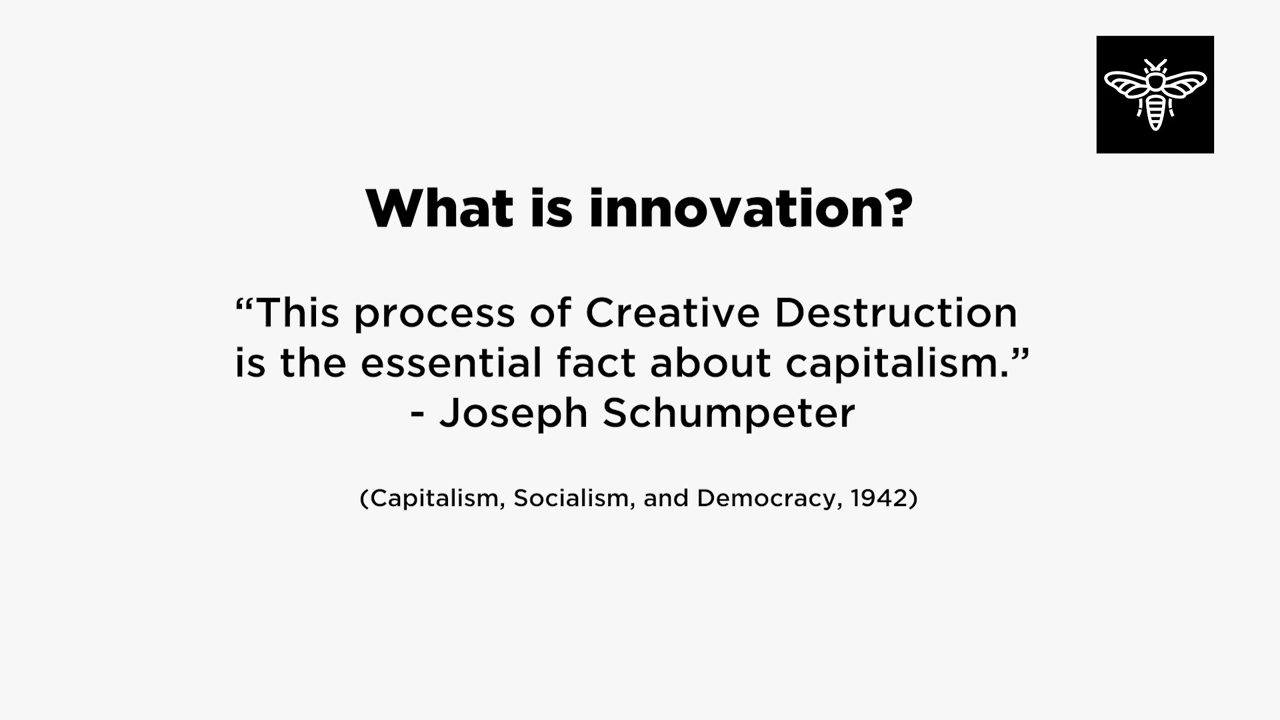 What is innovation?
“This process of Creative Destruction
is the essential fact about capitalism.”
- Joseph Schumpeter
(Capitalism, Socialism, and Democracy, 1942)